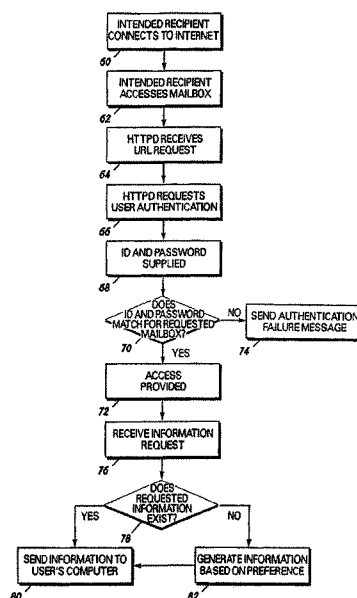 INTENDED RECIPIENT
CONNECTS TO INTERNET
60
INTENDED RECIPIENT
ACCESSES MAILBOX
62
HTTPD RECEIVES
URL REQUEST
64
HTTPD REQUESTS
USER AUTHENTICATION
66
ID AND PASSWORD
SUPPLIED
68
DOES
ID AND PASSWORD
MATCH FOR REQUESTED
MAILBOX?
70
NO
SEND AUTHENTICATION
FAILURE MESSAGE
74
YES
ACCESS
PROVIDED
72
RECEIVE INFORMATION
REQUEST
76
DOES
REQUESTED
INFORMATION
EXIST?
78
YES
NO
SEND INFORMATION TO
USER'S COMPUTER
80
GENERATE INFORMATION
BASED ON PREFERENCE
82